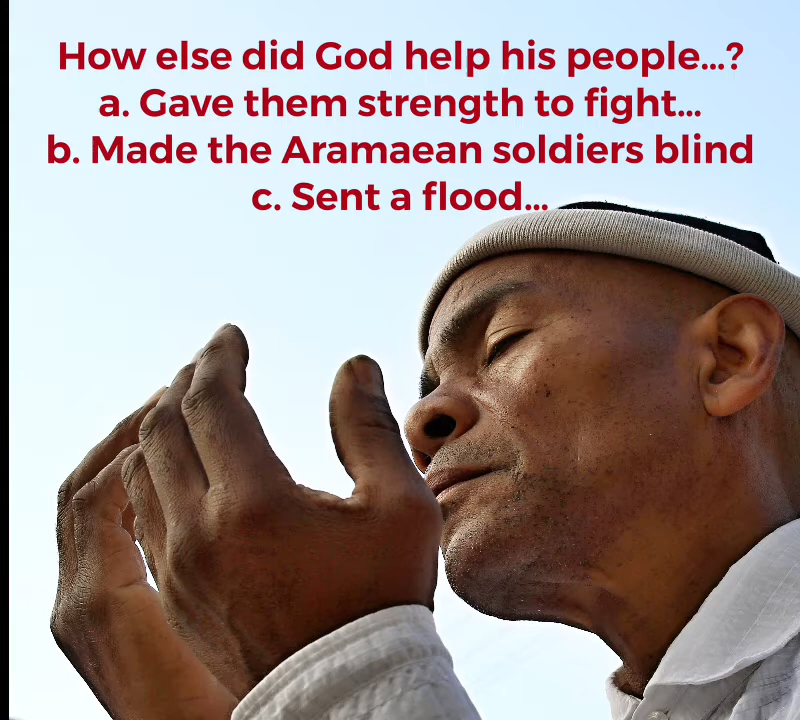 How else did God help his people...?
a. Gave them strength to fight...
b. Made the Aramaean soldiers blind
c. Sent a flood...